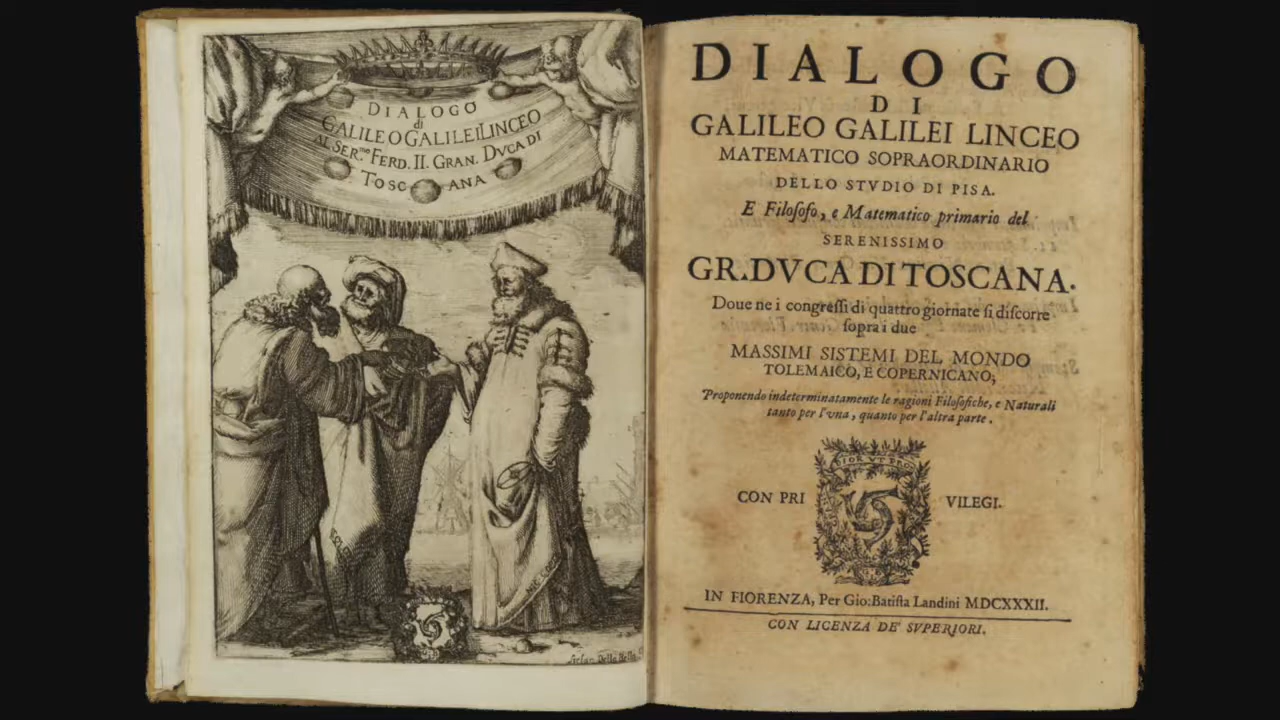 DIALOGO
di
GALILEO GALILEI LINCEO
AL SER.mo FERD. II. GRAN. DVCA DI
TOSCANA
DIALOGO
DI
GALILEO GALILEI LINCEO
MATEMATICO SOPRAORDINARIO
DELLO STVDIO DI PISA.
E Filoſofo, e Matematico primario del
SERENISSIMO
GR.DVCA DI TOSCANA.
Doue ne i congreſſi di quattro giornate ſi diſcorre
ſopra i due
MASSIMI SISTEMI DEL MONDO
TOLEMAICO, E COPERNICANO;
Proponendo indeterminatamente le ragioni Filoſofiche, e Naturali
tanto per l'vna, quanto per l'altra parte.
CON PRI VILEGI.
IN FIORENZA, Per Gio:Batiſta Landini MDCXXXII.
CON LICENZA DE' SVPERIORI.